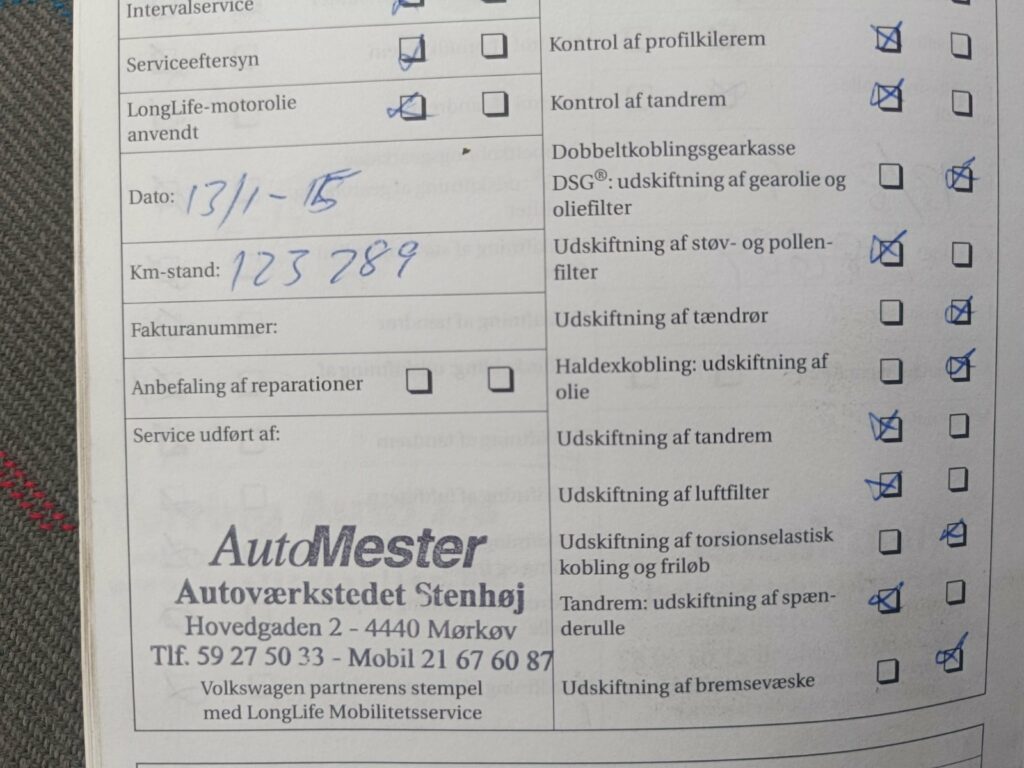 Intervalservice
Serviceeftersyn
LongLife-motorolie
anvendt
Dato: 13/1-15
Km-stand: 123 289
Fakturanummer:
Anbefaling af reparationer
Service udført af:
AutoMester
Autoværkstedet Stenhøj
Hovedgaden 2 - 4440 Mørkøv
Tlf. 59 27 50 33 - Mobil 21 67 60 87
Volkswagen partnerens stempel
med LongLife Mobilitetsservice
Kontrol af profilkilerem
Kontrol af tandrem
Dobbeltkoblingsgearkasse
DSG®: udskiftning af gearolie og
oliefilter
Udskiftning af støv- og pollen-
filter
Udskiftning af tændrør
Haldexkobling: udskiftning af
olie
Udskiftning af tandrem
Udskiftning af luftfilter
Udskiftning af torsionselastisk
kobling og friløb
Tandrem: udskiftning af spæn-
derulle
Udskiftning af bremsevæske